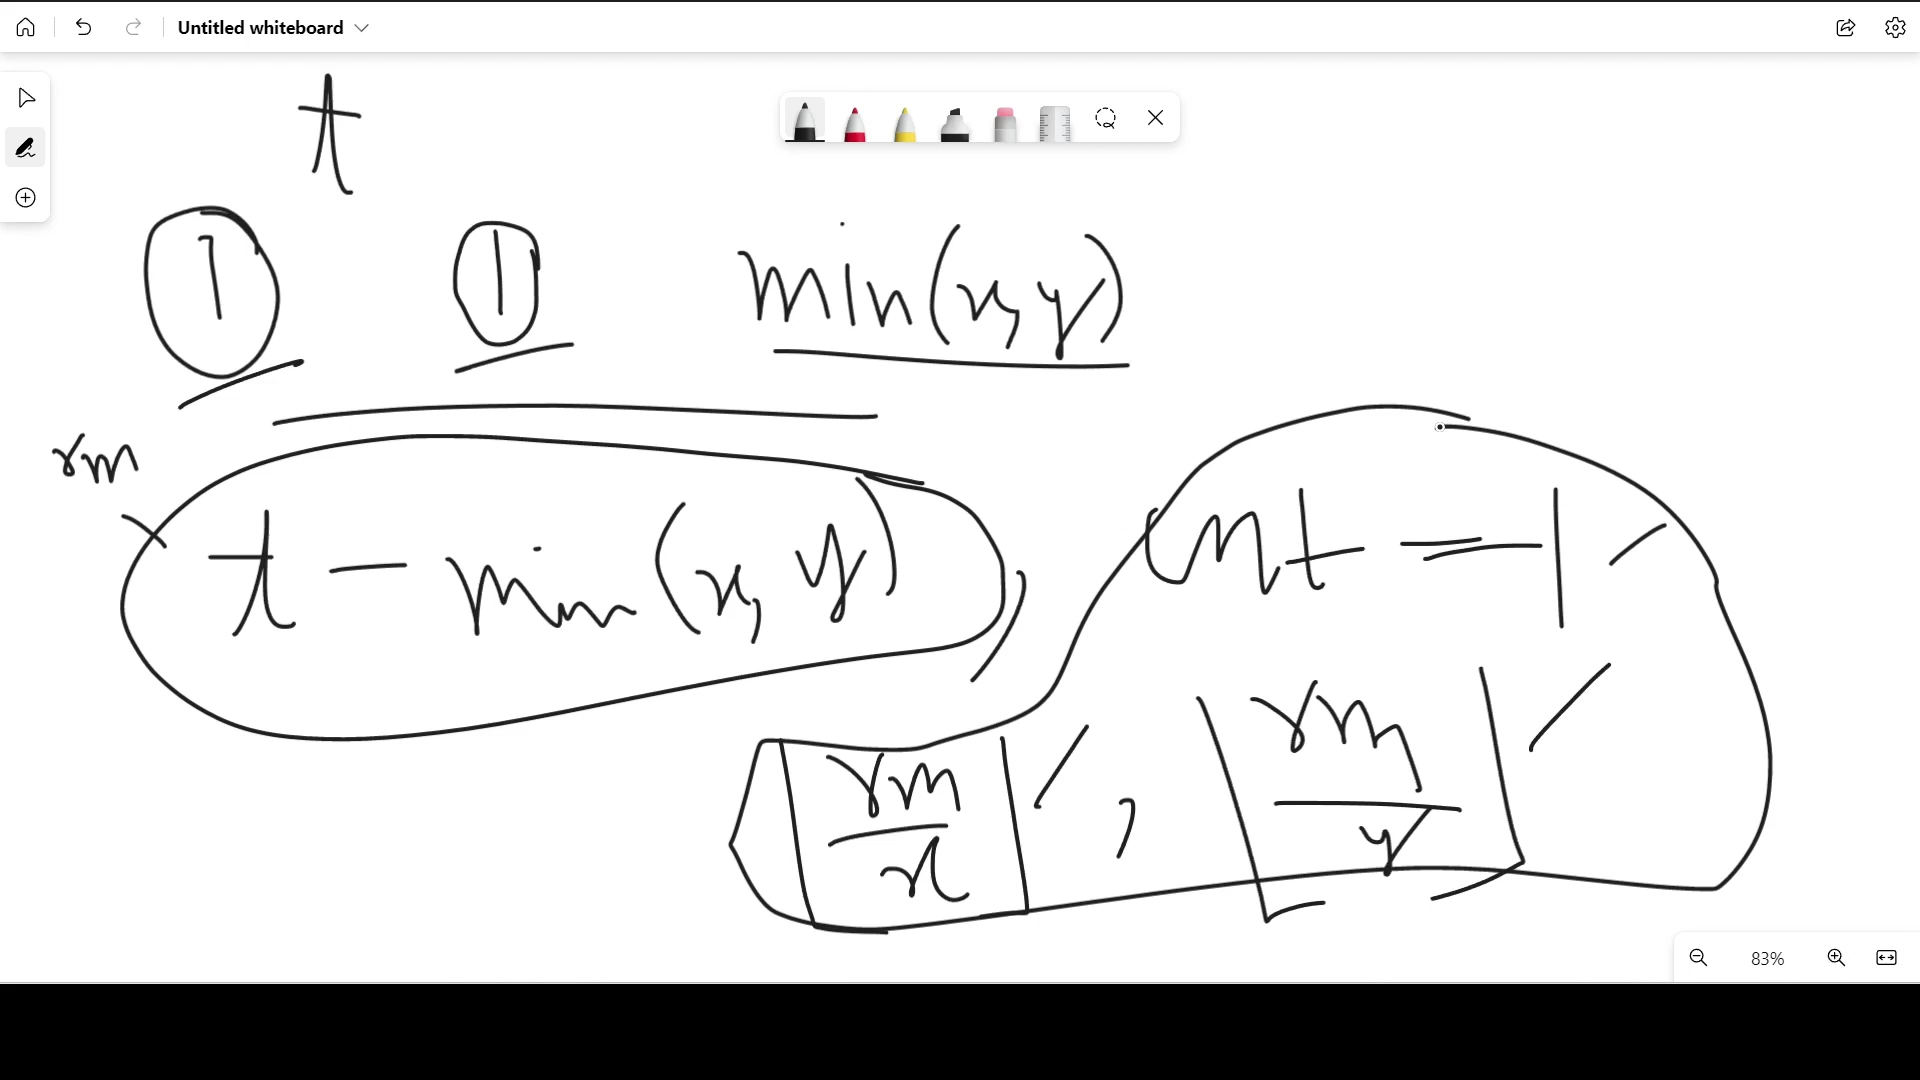 Untitled whiteboard
t
1 1 min(x,y)
rm
t - min(x, y) , cnt = 1
rm/x , rm/y
83%